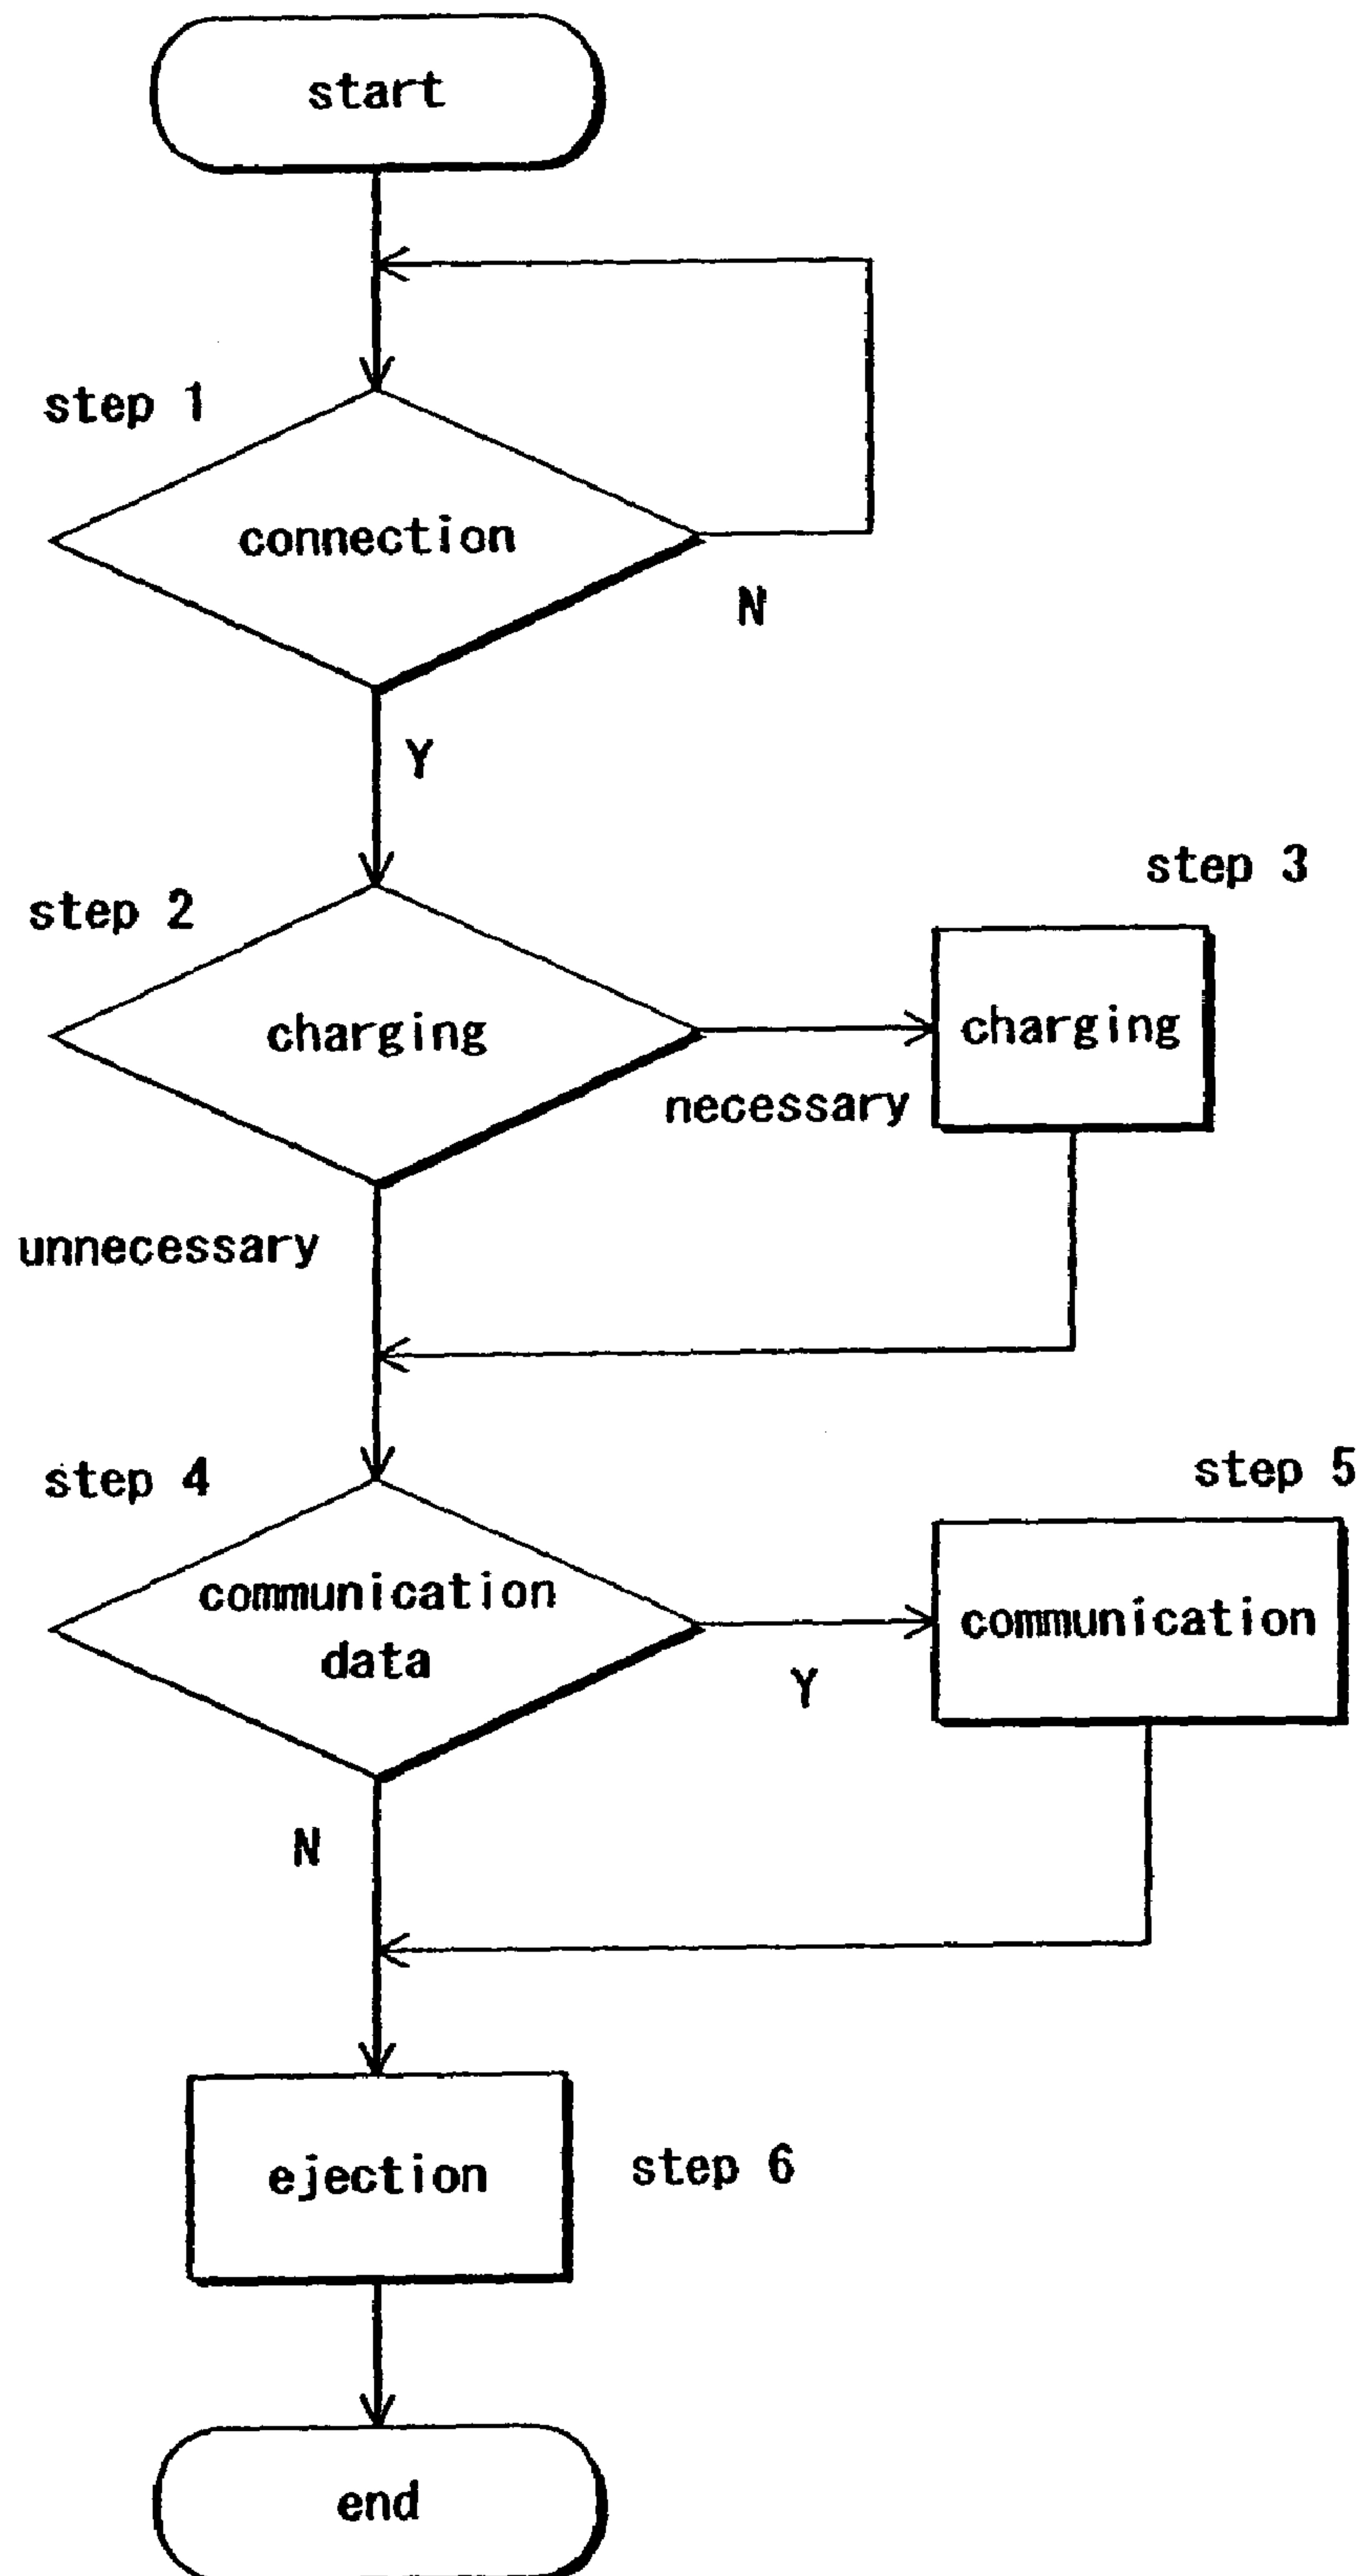 start
step 1
connection
N
Y
step 2
step 3
charging
charging
necessary
unnecessary
step 4
step 5
communication
data
communication
Y
N
ejection
step 6
end